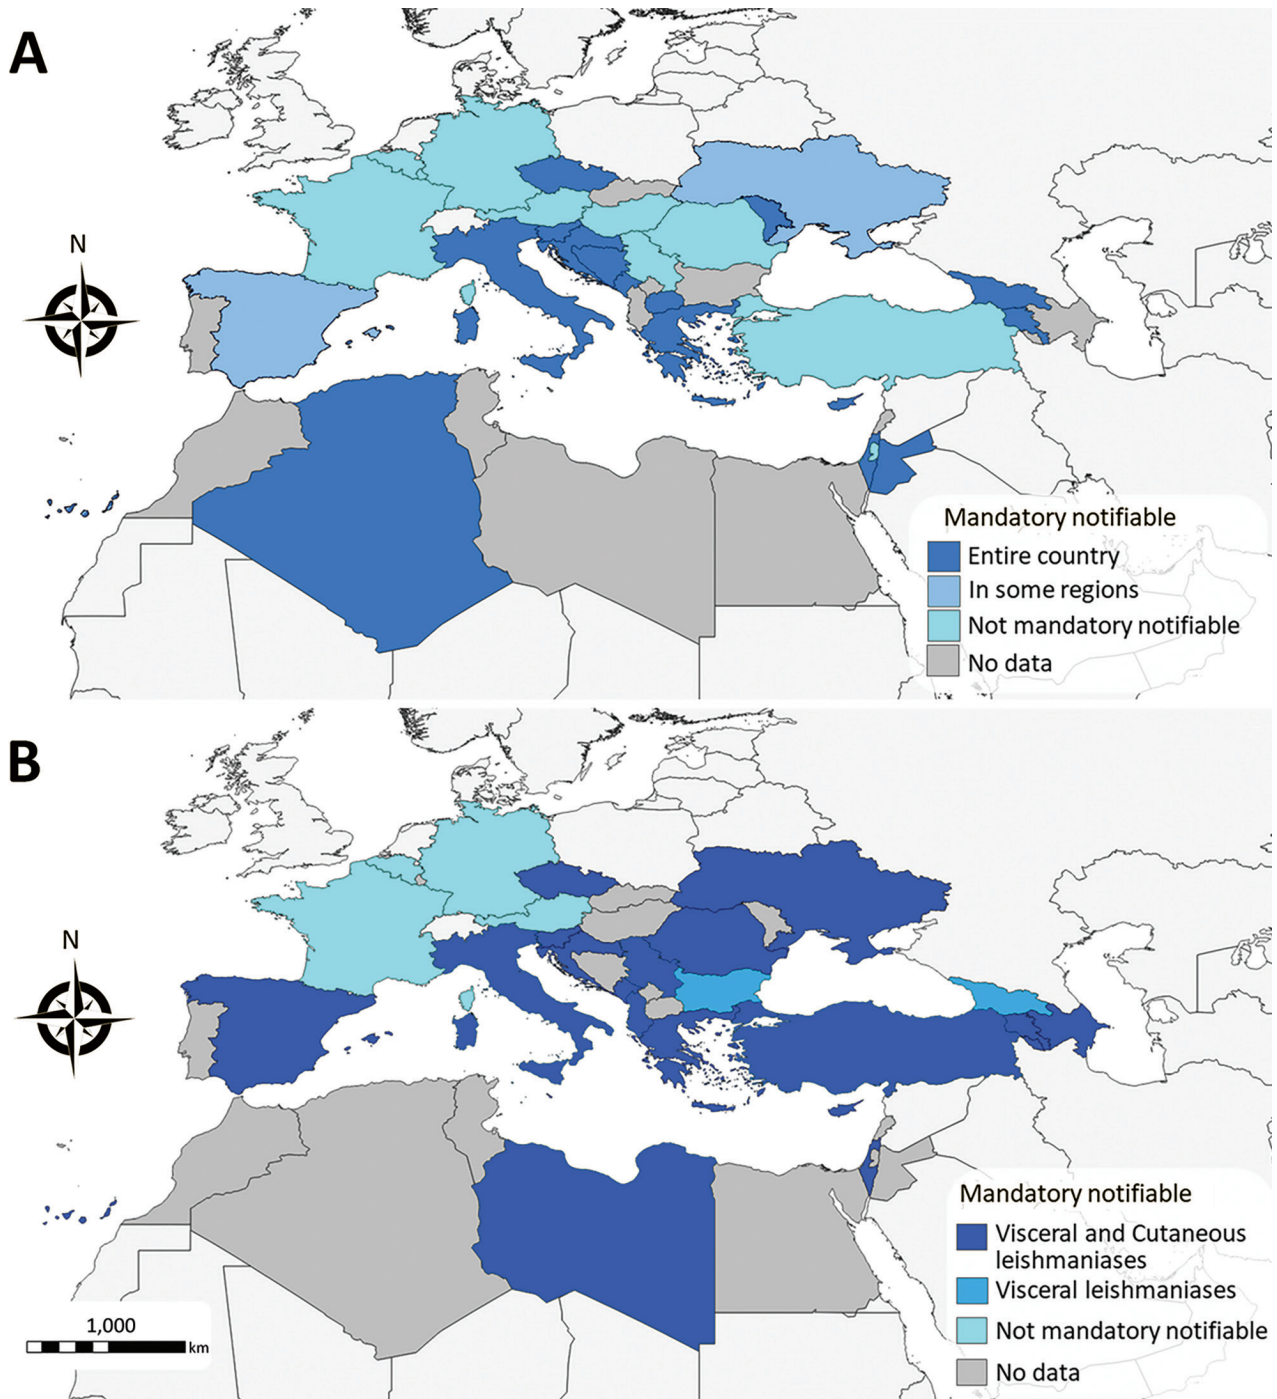 A
N
Mandatory notifiable
Entire country
In some regions
Not mandatory notifiable
No data
B
N
Mandatory notifiable
Visceral and Cutaneous
leishmaniases
Visceral leishmaniases
Not mandatory notifiable
No data
1,000
km